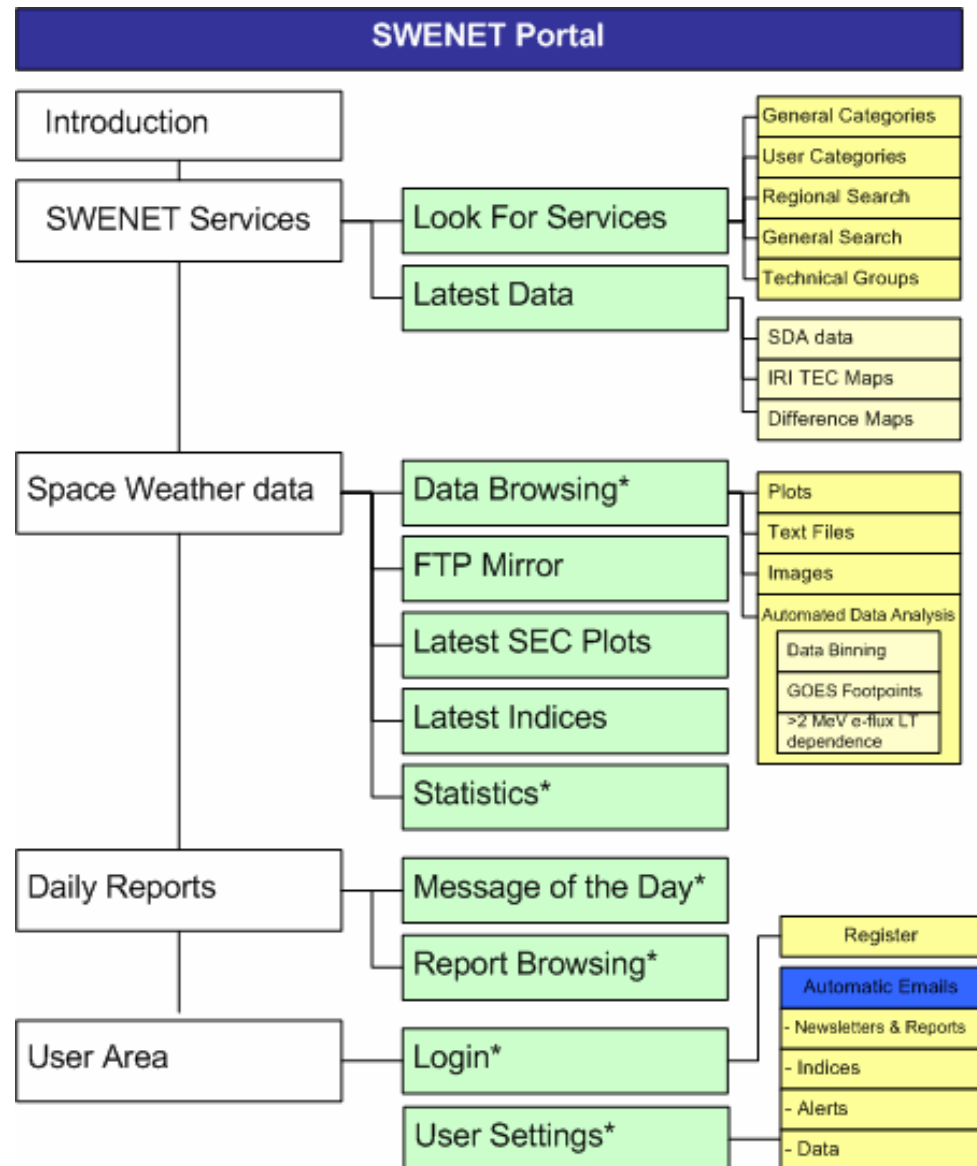 SWENET Portal
Introduction
SWENET Services
Look For Services
General Categories
User Categories
Regional Search
General Search
Technical Groups
Latest Data
SDA data
IRI TEC Maps
Difference Maps
Space Weather data
Data Browsing*
Plots
Text Files
Images
Automated Data Analysis
Data Binning
GOES Footpoints
>2 MeV e-flux LT
dependence
FTP Mirror
Latest SEC Plots
Latest Indices
Statistics*
Daily Reports
Message of the Day*
Report Browsing*
User Area
Login*
Register
User Settings*
Automatic Emails
- Newsletters & Reports
- Indices
- Alerts
- Data